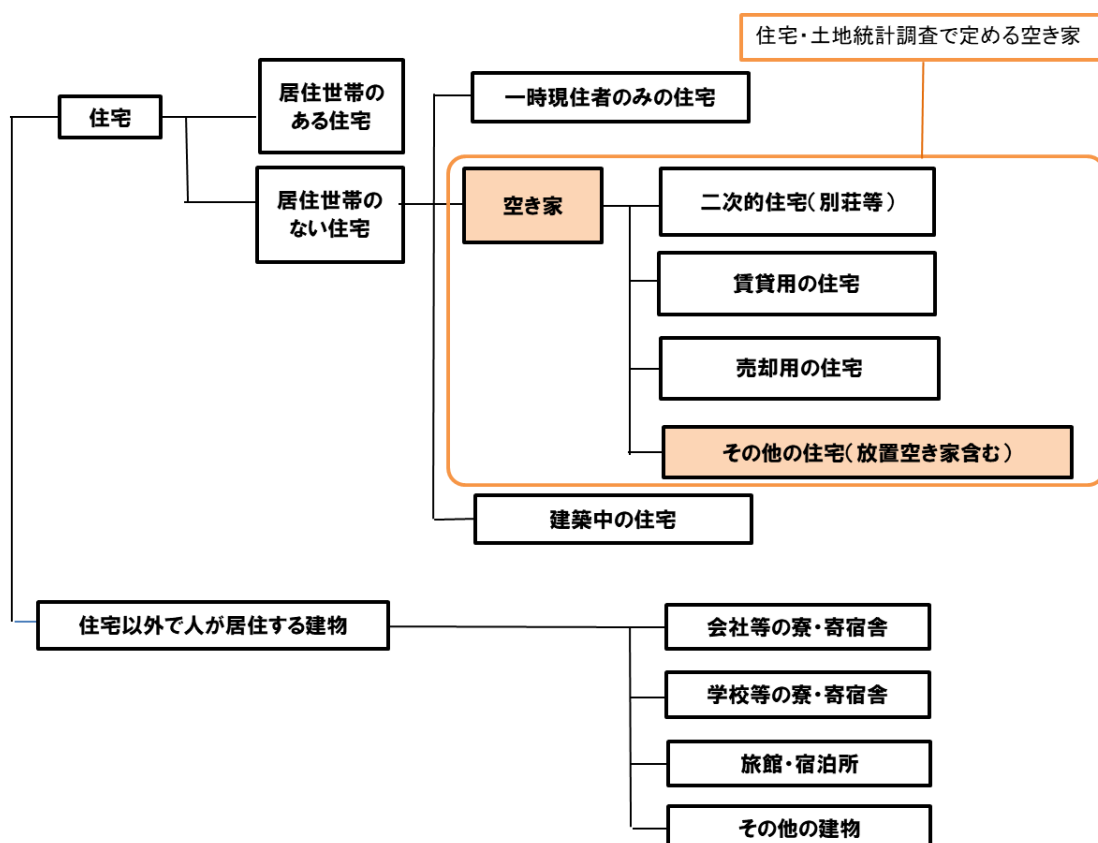 住宅・土地統計調査で定める空き家
住宅
居住世帯の
ある住宅
居住世帯の
ない住宅
一時現住者のみの住宅
空き家
二次的住宅(別荘等)
賃貸用の住宅
売却用の住宅
その他の住宅(放置空き家含む)
建築中の住宅
住宅以外で人が居住する建物
会社等の寮・寄宿舎
学校等の寮・寄宿舎
旅館・宿泊所
その他の建物